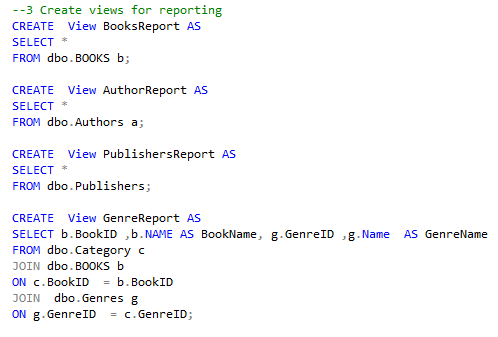 --3 Create views for reporting
CREATE  View BooksReport AS
SELECT *
FROM dbo.BOOKS b;
CREATE  View AuthorReport AS
SELECT *
FROM dbo.Authors a;
CREATE  View PublishersReport AS
SELECT *
FROM dbo.Publishers;
CREATE  View GenreReport AS
SELECT b.BookID ,b.NAME AS BookName, g.GenreID ,g.Name  AS GenreName
FROM dbo.Category c
JOIN dbo.BOOKS b
ON c.BookID  = b.BookID
JOIN  dbo.Genres g
ON g.GenreID  = c.GenreID;